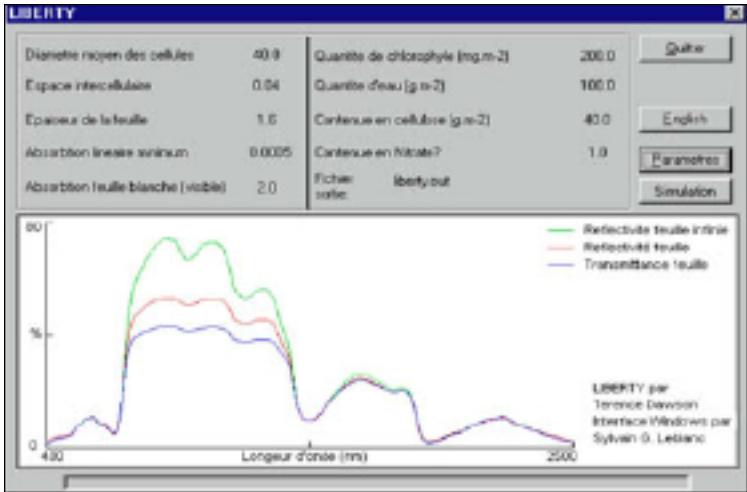 LIBERTY
Diametre moyen des cellules 40.0
Espace intercellulaire 0.04
Epaiseur de la feuille 1.6
Absorbtion lineaire minimum 0.0005
Absorbtion feuille blanche (visible) 2.0
Quantite de chlorophyle (mg.m-2) 200.0
Quantite d'eau (g.m-2) 100.0
Contenue en cellulose (g.m-2) 40.0
Contenue en Nitrate? 1.0
Fichier sortie: liberty.out
Quitter
English
Parametres
Simulation
80
%
0
400
Longeur d'onde (nm)
2500
Reflectivite feuille infinie
Reflectivité feuille
Transmittance feuille
LIBERTY par
Terence Dawson
Interface Windows par
Sylvain G. Leblanc